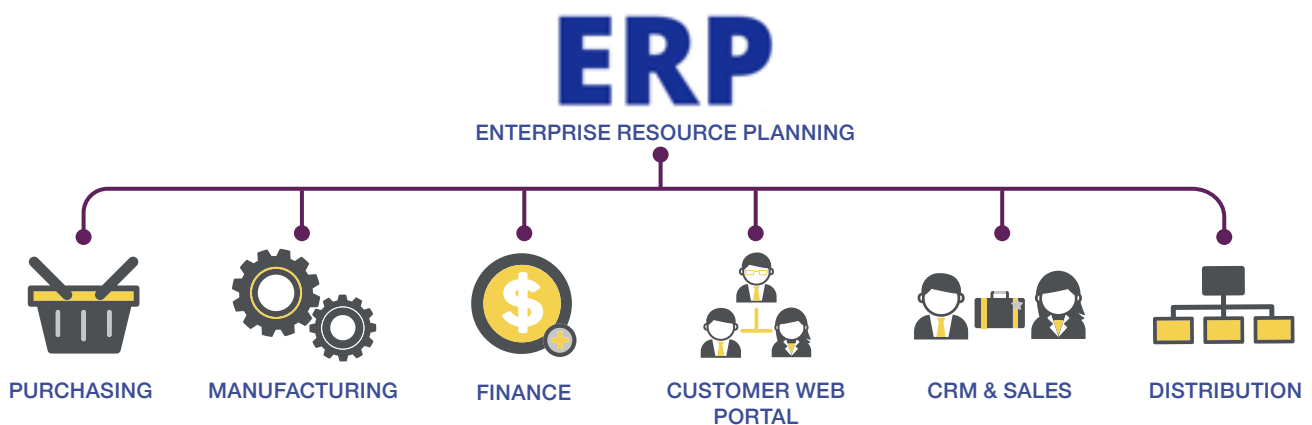 ERP
ENTERPRISE RESOURCE PLANNING
$
PURCHASING
MANUFACTURING
FINANCE
CUSTOMER WEB
PORTAL
CRM & SALES
DISTRIBUTION